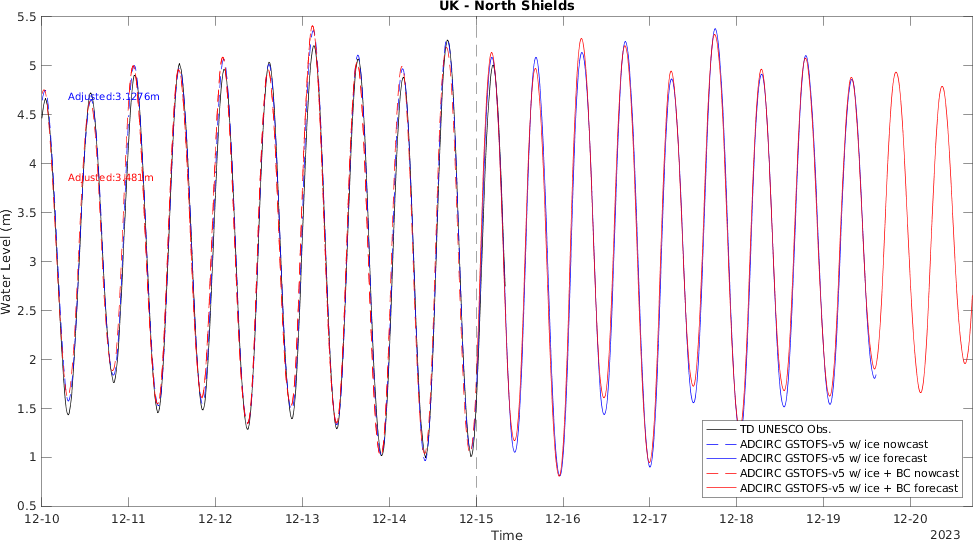 UK - North Shields
5.5
5
4.5
4
3.5
3
2.5
2
1.5
1
0.5
Water Level (m)
Adjusted:3.1276m
Adjusted:3.481m
TD UNESCO Obs.
ADCIRC GSTOFS-v5 w/ ice nowcast
ADCIRC GSTOFS-v5 w/ ice forecast
ADCIRC GSTOFS-v5 w/ ice + BC nowcast
ADCIRC GSTOFS-v5 w/ ice + BC forecast
12-10 12-11 12-12 12-13 12-14 12-15 12-16 12-17 12-18 12-19 12-20
Time
2023